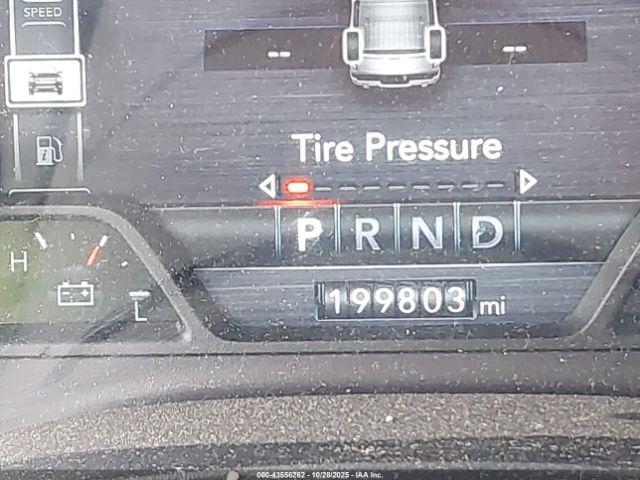 SPEED
-- --
Tire Pressure
P R N D
H
199803 mi
L
000-43556262 - 10/28/2025 - IAA Inc.